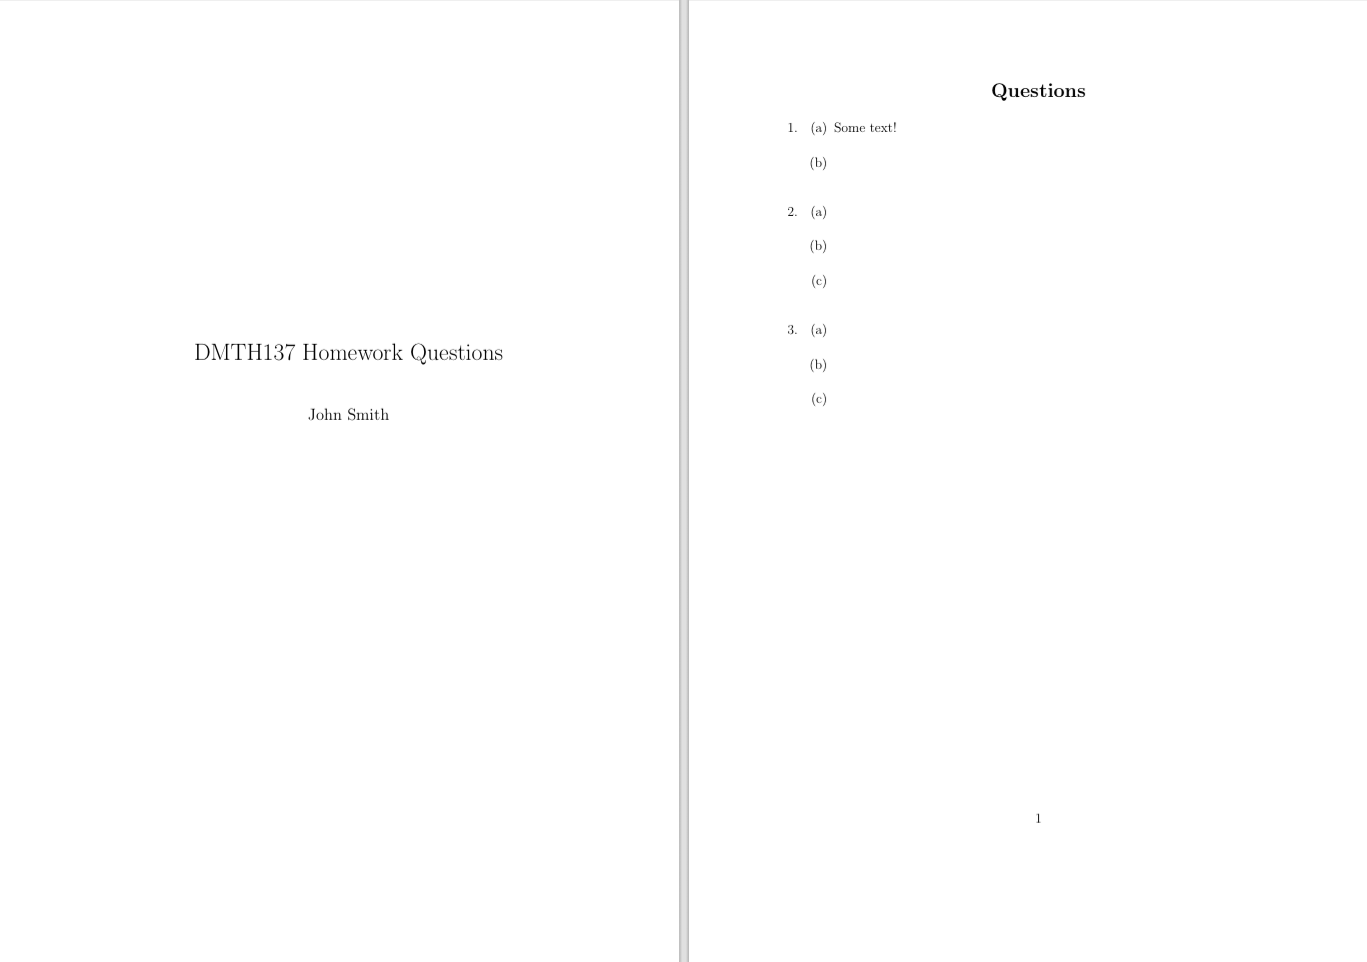 DMTH137 Homework Questions
John Smith
Questions
1. (a) Some text!
(b)
2. (a)
(b)
(c)
3. (a)
(b)
(c)
1